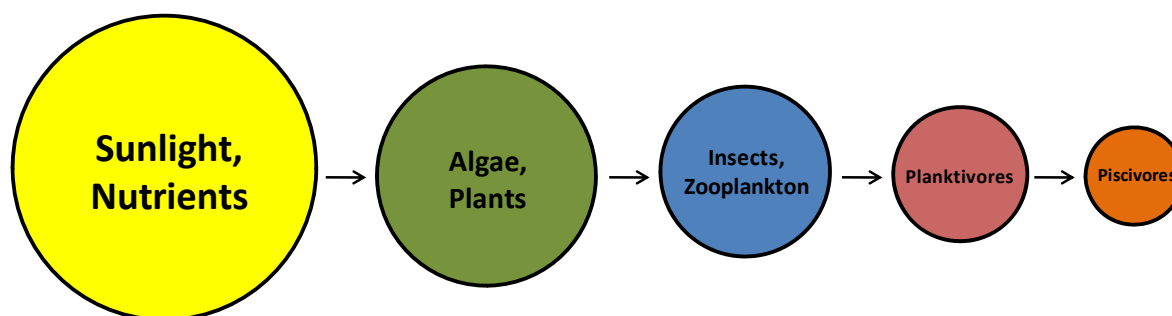 Sunlight,
Nutrients
Algae,
Plants
Insects,
Zooplankton
Planktivores
Piscivores